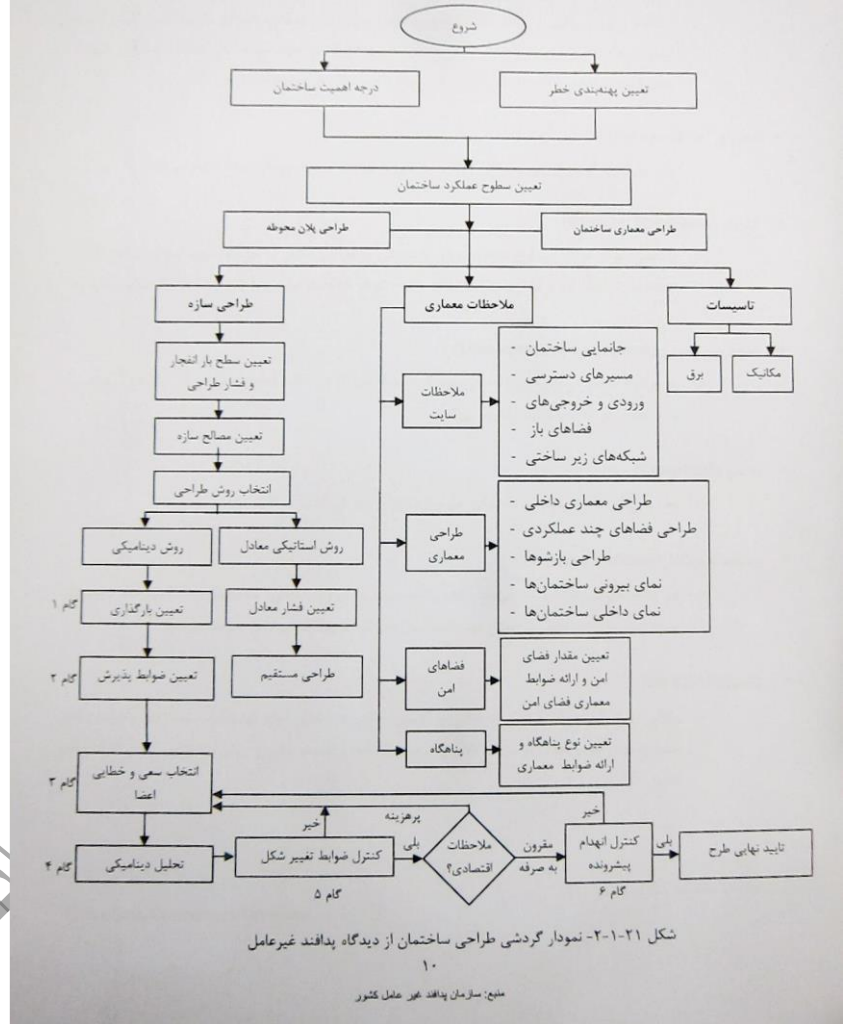 شروع
تعیین پهنه‌بندی خطر
درجه اهمیت ساختمان
تعیین سطوح عملکرد ساختمان
طراحی معماری ساختمان
طراحی پلان محوطه
تاسیسات
ملاحظات معماری
طراحی سازه
مکانیک
برق
ملاحظات
سایت
- جانمایی ساختمان
- مسیرهای دسترسی
- ورودی و خروجی‌های
- فضاهای باز
- شبکه‌های زیر ساختی
تعیین سطح بار انفجار
و فشار طراحی
تعیین مصالح سازه
انتخاب روش طراحی
روش استاتیکی معادل
روش دینامیکی
طراحی
معماری
- طراحی معماری داخلی
- طراحی فضاهای چند عملکردی
- طراحی بازشوها
- نمای بیرونی ساختمان‌ها
- نمای داخلی ساختمان‌ها
تعیین فشار معادل
تعیین بارگذاری
گام ۱
طراحی مستقیم
تعیین ضوابط پذیرش
گام ۲
فضاهای
امن
تعیین مقدار فضای
امن و ارائه ضوابط
معماری فضای امن
پناهگاه
تعیین نوع پناهگاه و
ارائه ضوابط معماری
انتخاب سعی و خطایی
اعضا
گام ۳
خیر
پرهزینه
خیر
تحلیل دینامیکی
گام ۴
کنترل ضوابط تغییر شکل
گام ۵
بلی
ملاحظات
اقتصادی؟
مقرون
به صرفه
کنترل انهدام
پیشرونده
گام ۶
بلی
تایید نهایی طرح
شکل ۲۱-۱-۲- نمودار گردشی طراحی ساختمان از دیدگاه پدافند غیرعامل
۱۰
منبع: سازمان پدافند غیر عامل کشور